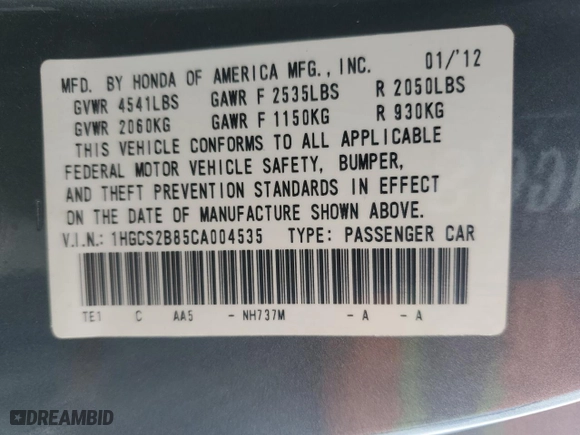 MFD. BY HONDA OF AMERICA MFG., INC. 01/'12
GVWR 4541LBS GAWR F 2535LBS R 2050LBS
GVWR 2060KG GAWR F 1150KG R 930KG
THIS VEHICLE CONFORMS TO ALL APPLICABLE
FEDERAL MOTOR VEHICLE SAFETY, BUMPER,
AND THEFT PREVENTION STANDARDS IN EFFECT
ON THE DATE OF MANUFACTURE SHOWN ABOVE.
V.I.N.: 1HGCS2B85CA004535 TYPE: PASSENGER CAR
TE1 C AA5 - NH737M - A - A
DREAMBID